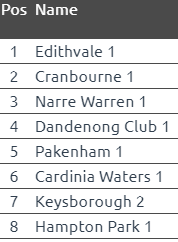 Pos Name
1 Edithvale 1
2 Cranbourne 1
3 Narre Warren 1
4 Dandenong Club 1
5 Pakenham 1
6 Cardinia Waters 1
7 Keysborough 2
8 Hampton Park 1